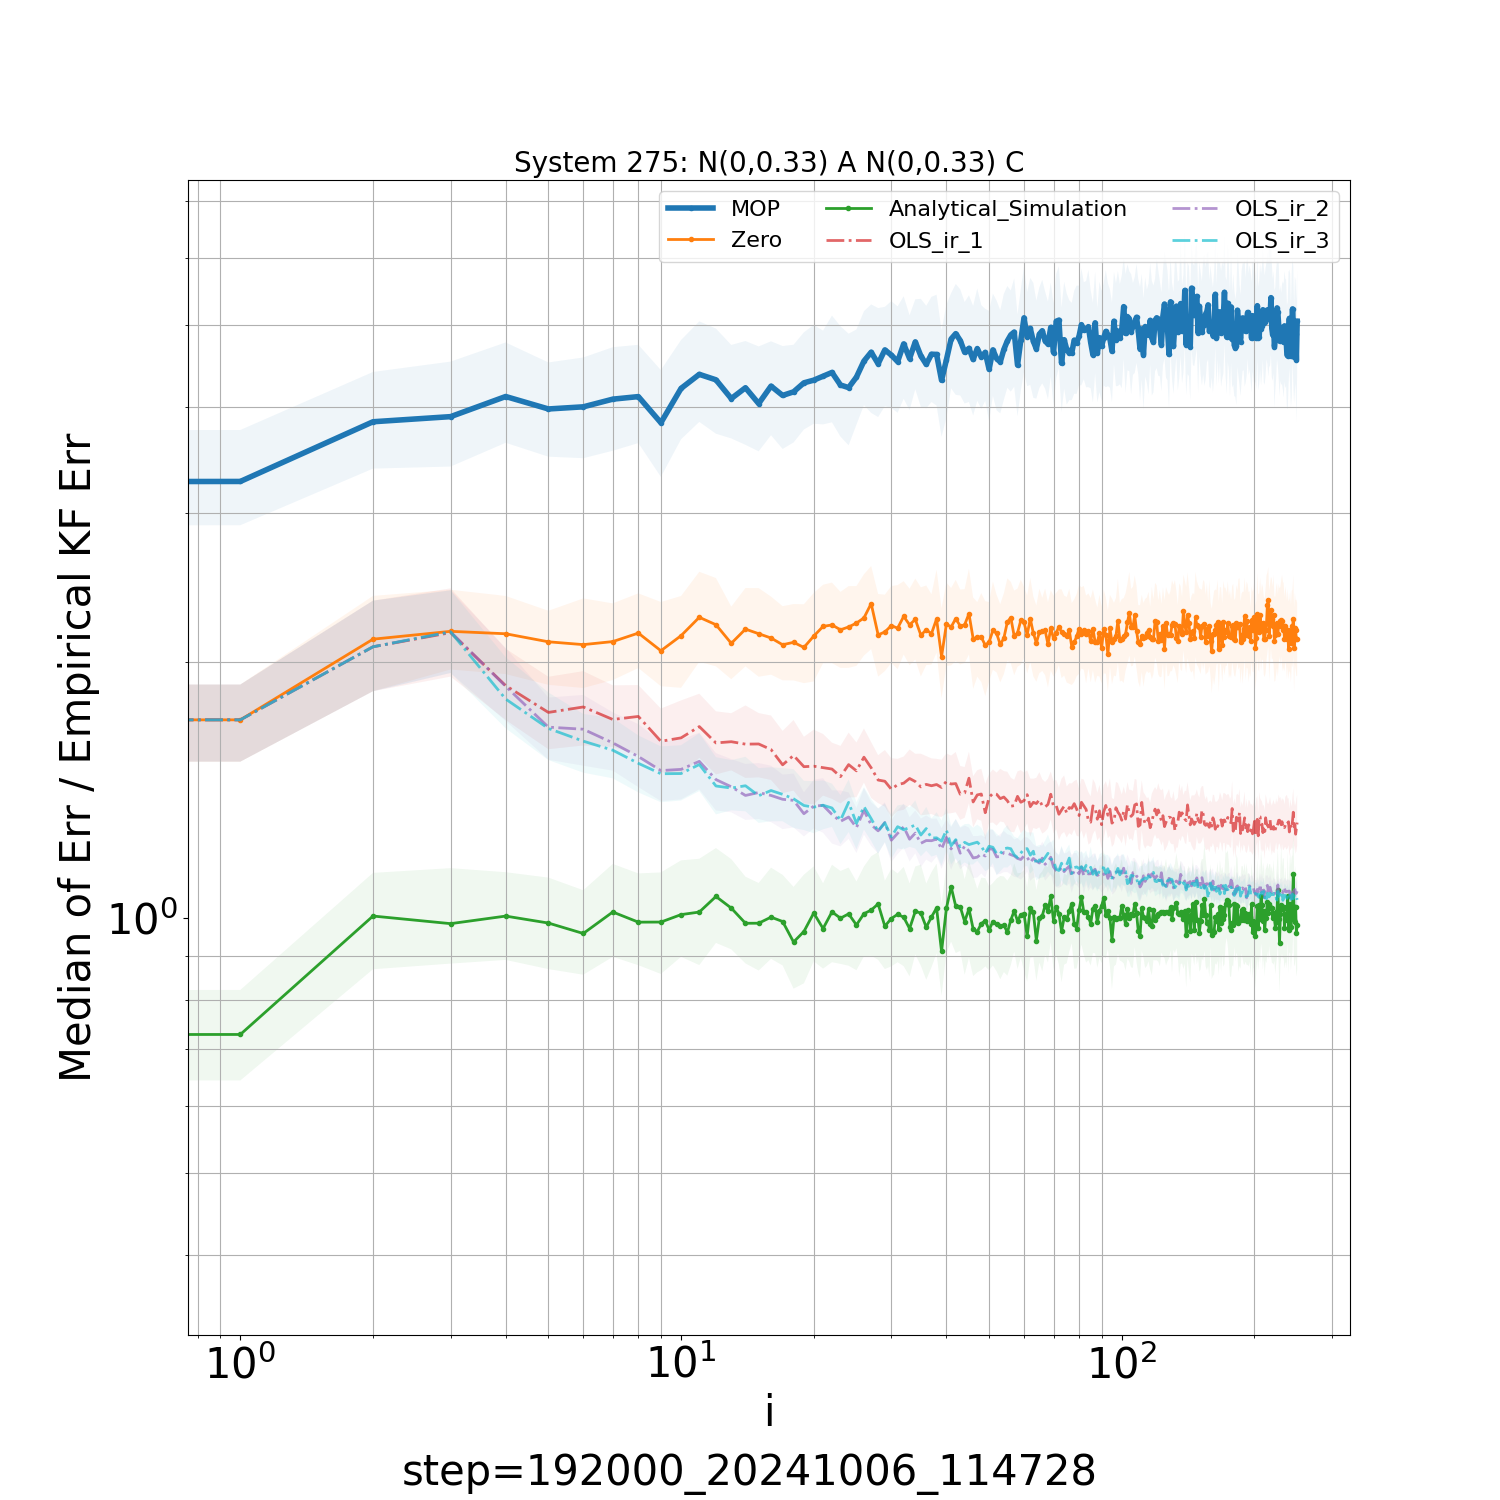 System 275: N(0,0.33) A N(0,0.33) C
MOP
Zero
Analytical_Simulation
OLS_ir_1
OLS_ir_2
OLS_ir_3
Median of Err / Empirical KF Err
10⁰
10⁰ 10¹ 10²
i
step=192000_20241006_114728